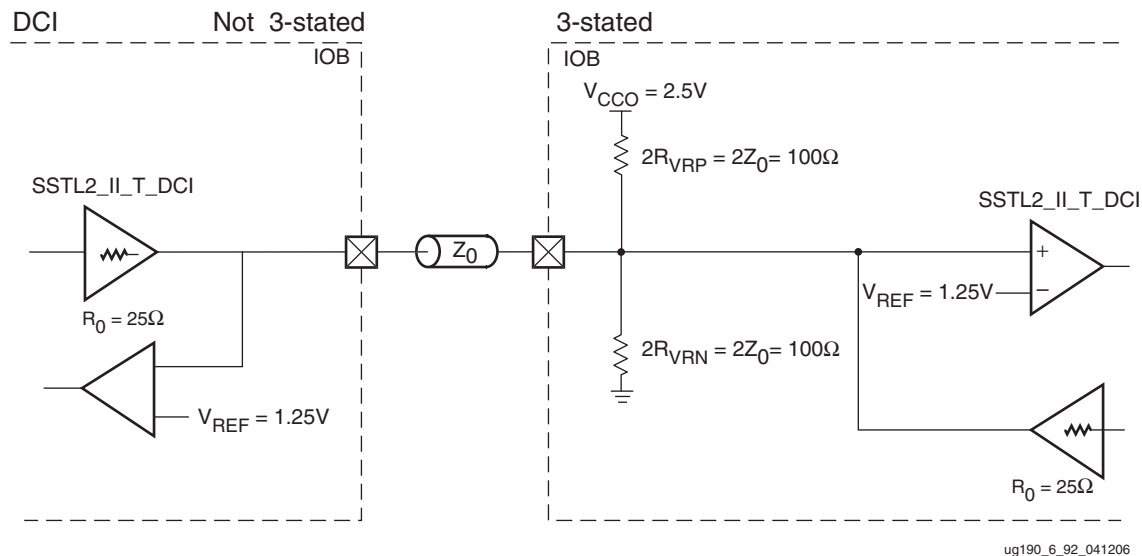 DCI Not 3-stated 3-stated
IOB IOB
VCCO = 2.5V
2RVRP = 2Z0= 100Ω
SSTL2_II_T_DCI
SSTL2_II_T_DCI
Z0
+
VREF = 1.25V −
R0 = 25Ω
2RVRN = 2Z0= 100Ω
VREF = 1.25V
R0 = 25Ω
ug190_6_92_041206